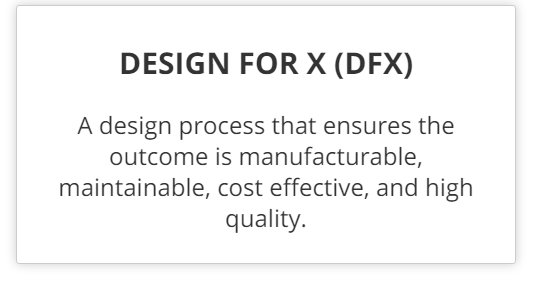 DESIGN FOR X (DFX)
A design process that ensures the
outcome is manufacturable,
maintainable, cost effective, and high
quality.